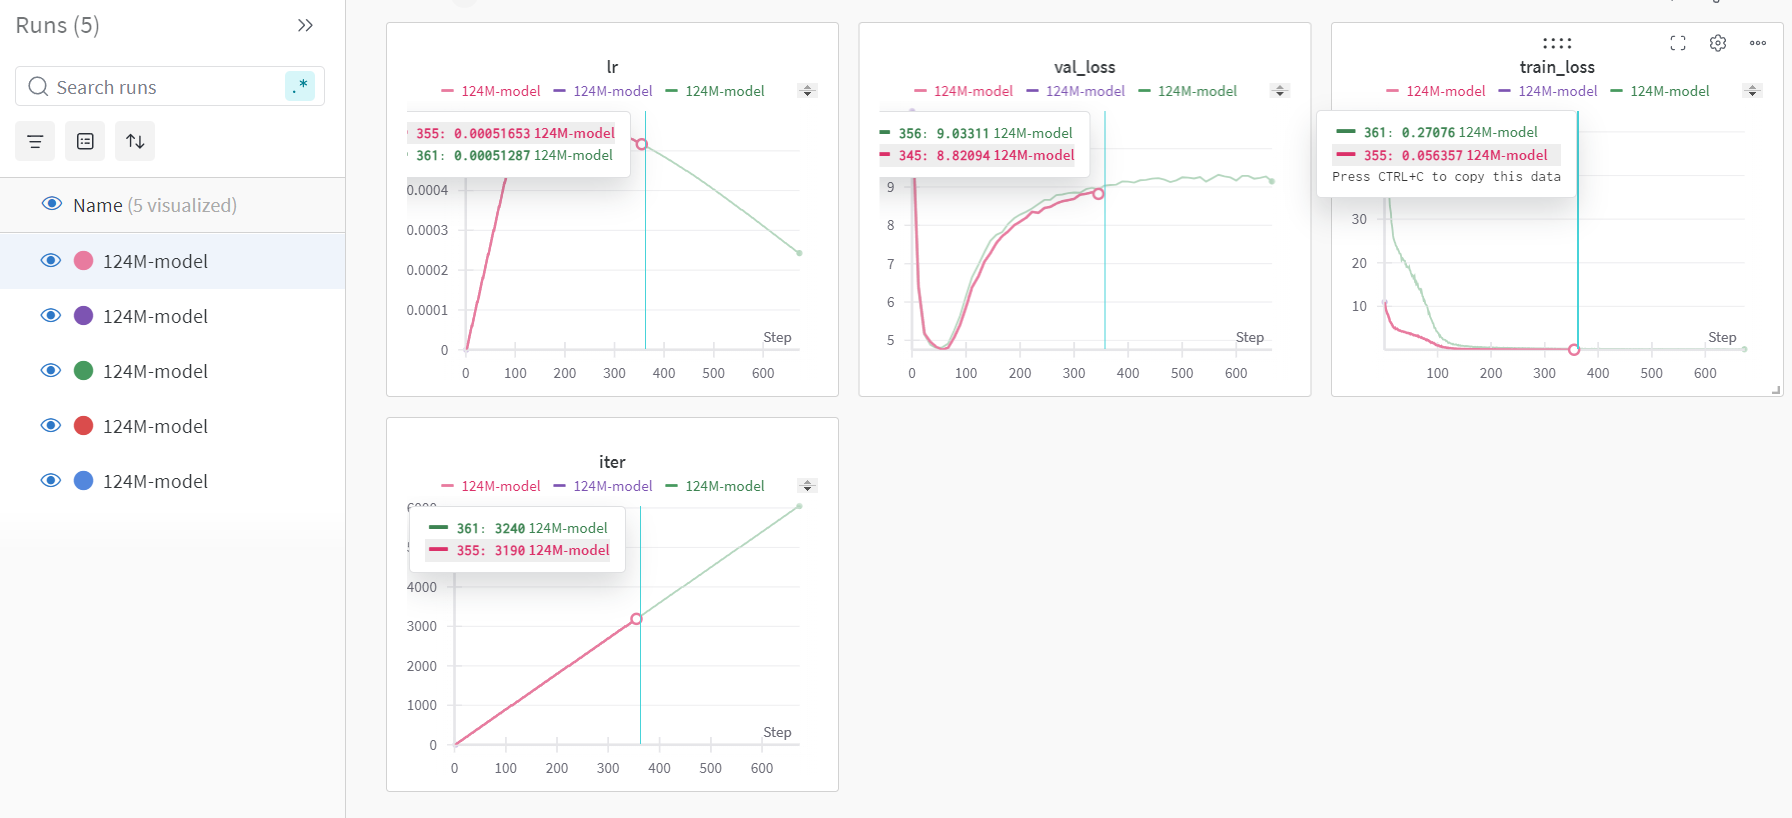 Runs (5)
Search runs
.*
Name (5 visualized)
124M-model
124M-model
124M-model
124M-model
124M-model
lr
124M-model 124M-model 124M-model
355: 0.00051653 124M-model
361: 0.00051287 124M-model
0.0004
0.0003
0.0002
0.0001
0
Step
0 100 200 300 400 500 600
val_loss
124M-model 124M-model 124M-model
356: 9.03311 124M-model
345: 8.82094 124M-model
9
8
7
6
5
Step
0 100 200 300 400 500 600
train_loss
124M-model 124M-model 124M-model
361: 0.27076 124M-model
355: 0.056357 124M-model
Press CTRL+C to copy this data
30
20
10
Step
100 200 300 400 500 600
iter
124M-model 124M-model 124M-model
6000
361: 3240 124M-model
355: 3190 124M-model
4000
3000
2000
1000
0
Step
0 100 200 300 400 500 600